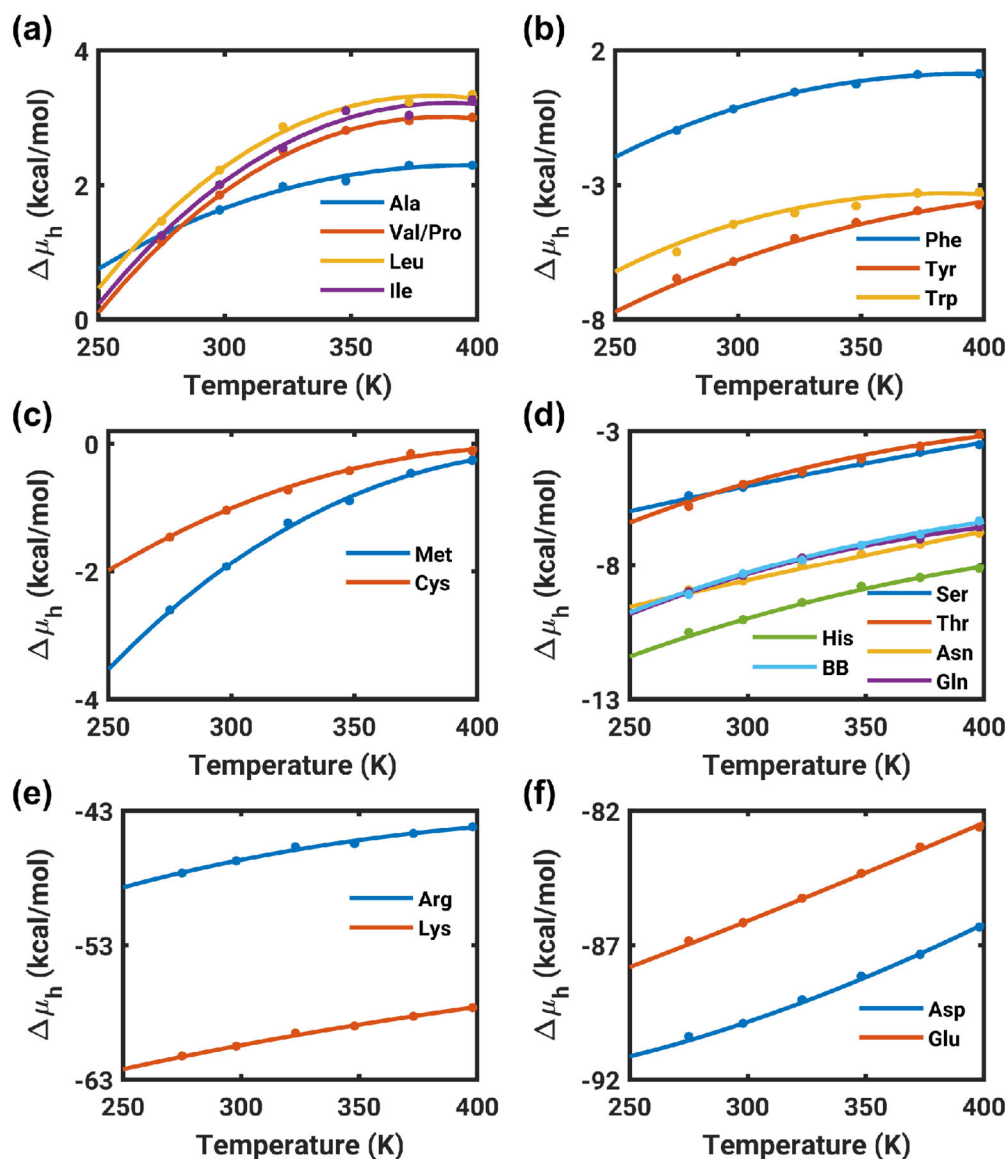 (a)
4
2
0
Δμh (kcal/mol)
Ala
Val/Pro
Leu
Ile
250 300 350 400
Temperature (K)
(b)
2
-3
-8
Δμh (kcal/mol)
Phe
Tyr
Trp
250 300 350 400
Temperature (K)
(c)
0
-2
-4
Δμh (kcal/mol)
Met
Cys
250 300 350 400
Temperature (K)
(d)
-3
-8
-13
Δμh (kcal/mol)
His
BB
Ser
Thr
Asn
Gln
250 300 350 400
Temperature (K)
(e)
-43
-53
-63
Δμh (kcal/mol)
Arg
Lys
250 300 350 400
Temperature (K)
(f)
-82
-87
-92
Δμh (kcal/mol)
Asp
Glu
250 300 350 400
Temperature (K)